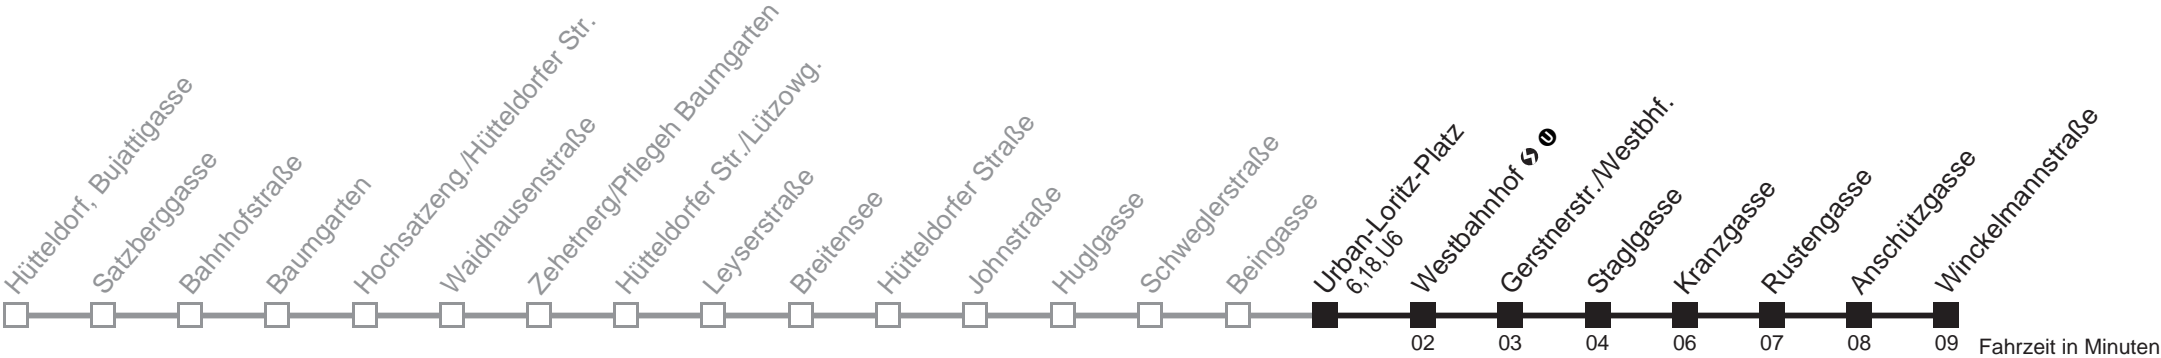 Hütteldorf, Bujattigasse
Satzberggasse
Bahnhofstraße
Baumgarten
Hochsatzeng./Hütteldorfer Str.
Waidhausenstraße
Zehetnerg/Pflegeh Baumgarten
Hütteldorfer Str./Lützowg.
Leyserstraße
Breitensee
Hütteldorfer Straße
Johnstraße
Huglgasse
Schweglerstraße
Beingasse
Urban-Loritz-Platz
6,18,U6
Westbahnhof U
Gerstnerstr./Westbhf.
Staglgasse
Kranzgasse
Rustengasse
Anschützgasse
Winckelmannstraße
02 03 04 06 07 08 09 Fahrzeit in Minuten